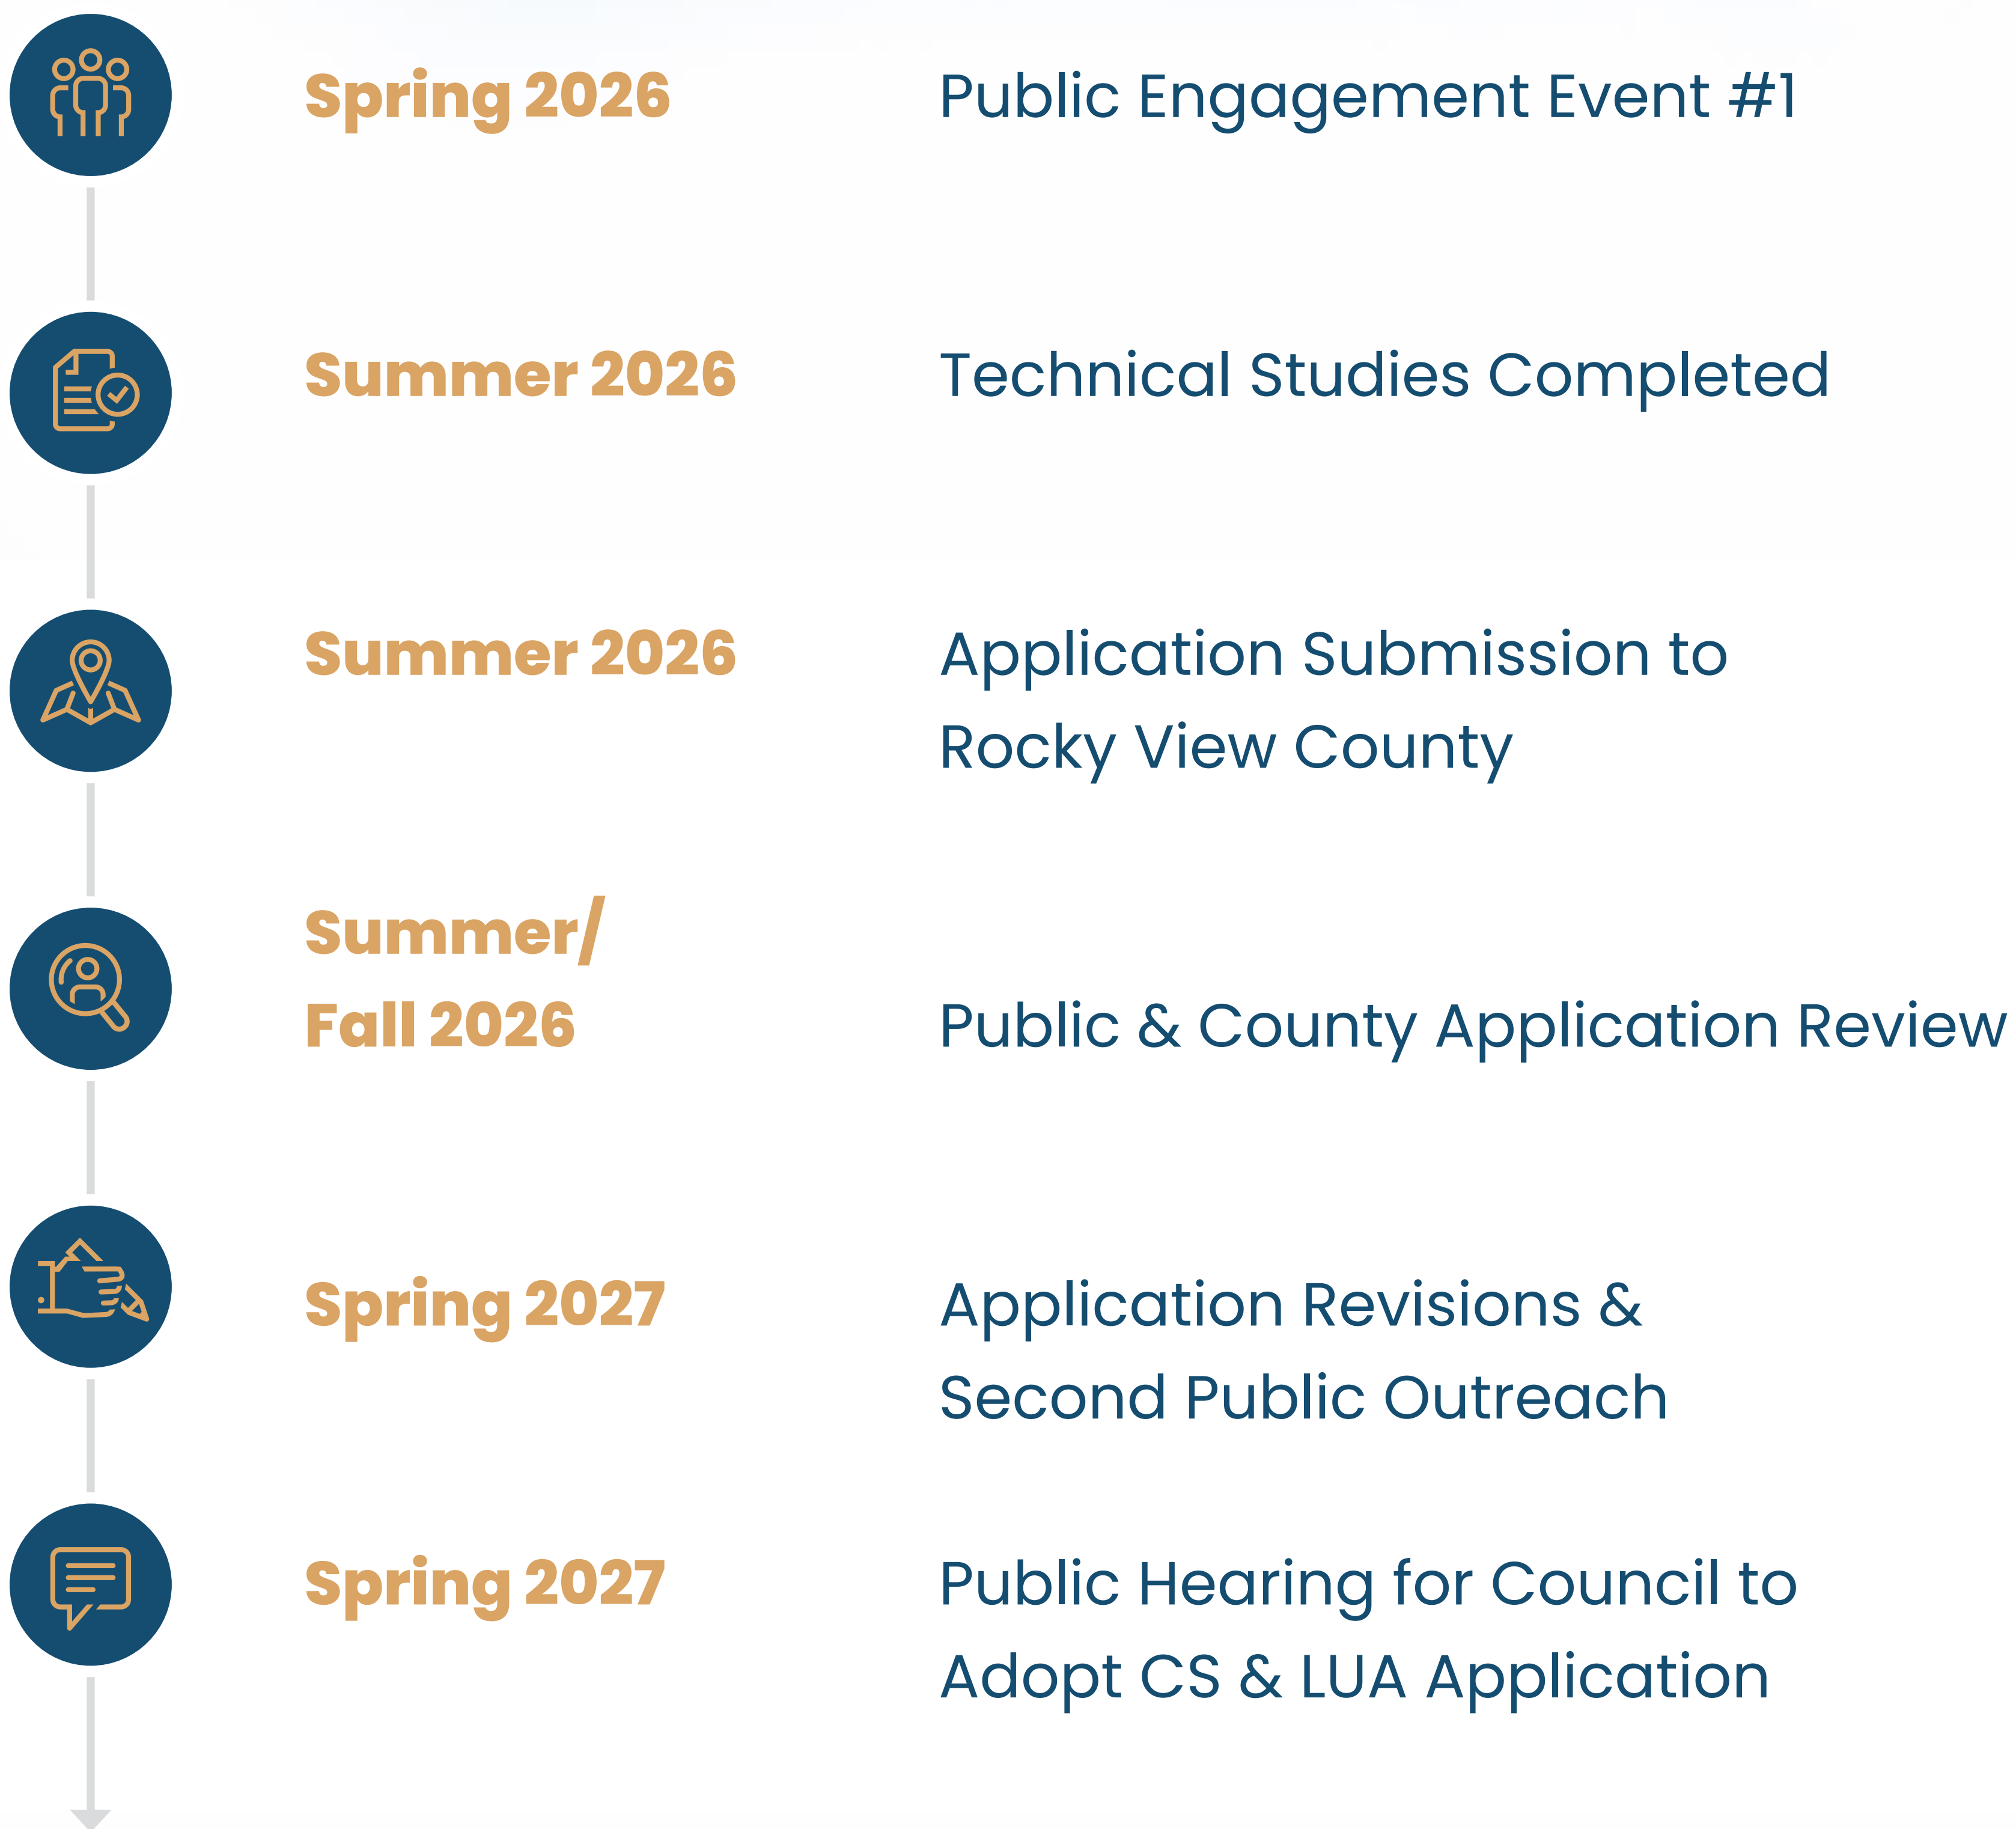 Spring 2026
Public Engagement Event #1
Summer 2026
Technical Studies Completed
Summer 2026
Application Submission to
Rocky View County
Summer/
Fall 2026
Public & County Application Review
Spring 2027
Application Revisions &
Second Public Outreach
Spring 2027
Public Hearing for Council to
Adopt CS & LUA Application